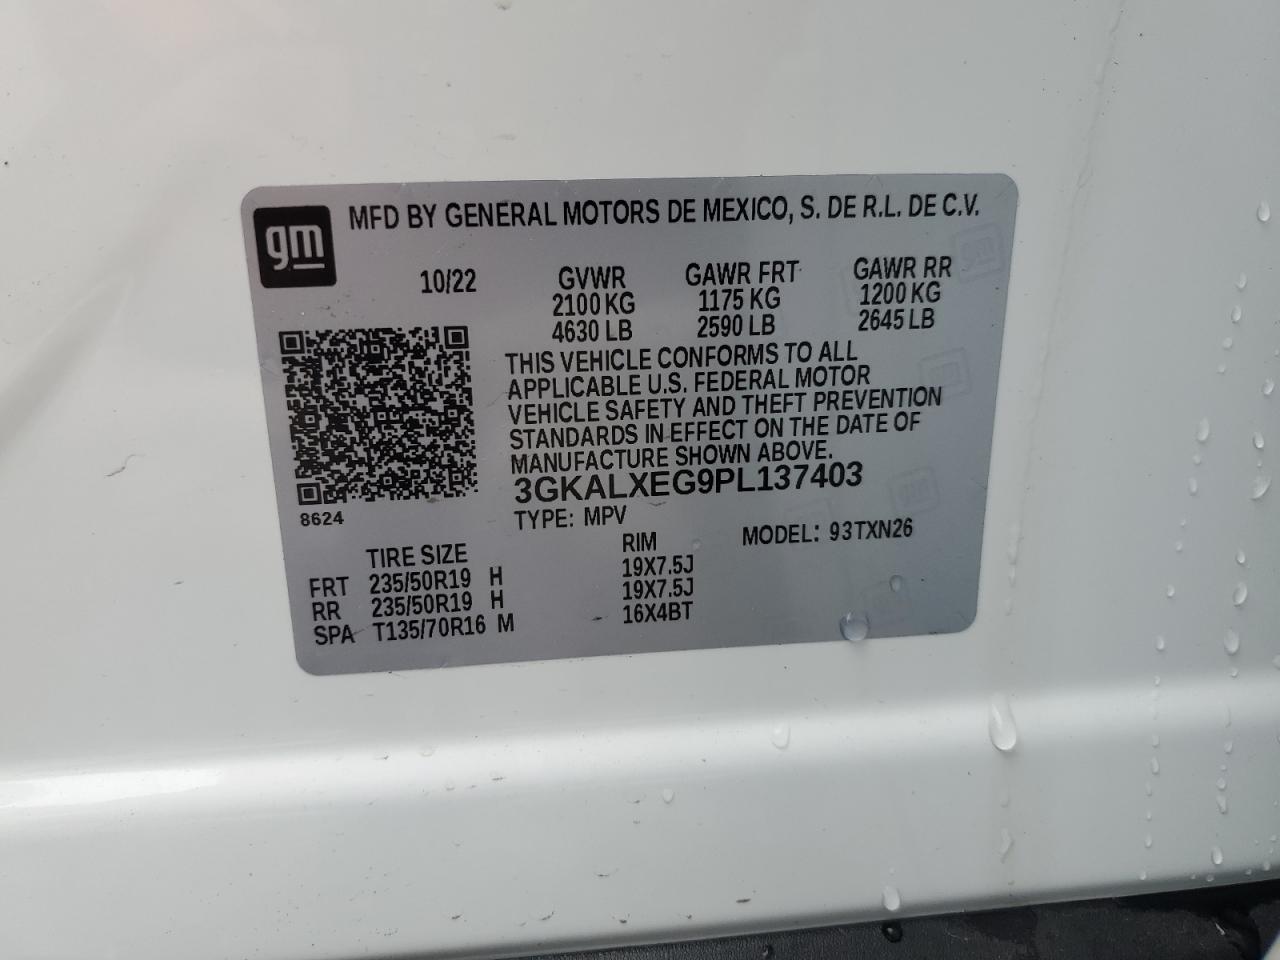 gm
MFD BY GENERAL MOTORS DE MEXICO, S. DE R.L. DE C.V.
10/22 GVWR GAWR FRT GAWR RR
2100 KG 1175 KG 1200 KG
4630 LB 2590 LB 2645 LB
THIS VEHICLE CONFORMS TO ALL
APPLICABLE U.S. FEDERAL MOTOR
VEHICLE SAFETY AND THEFT PREVENTION
STANDARDS IN EFFECT ON THE DATE OF
MANUFACTURE SHOWN ABOVE.
3GKALXEG9PL137403
8624
TYPE: MPV MODEL: 93TXN26
TIRE SIZE RIM
FRT 235/50R19 H 19X7.5J
RR 235/50R19 H 19X7.5J
SPA T135/70R16 M 16X4BT